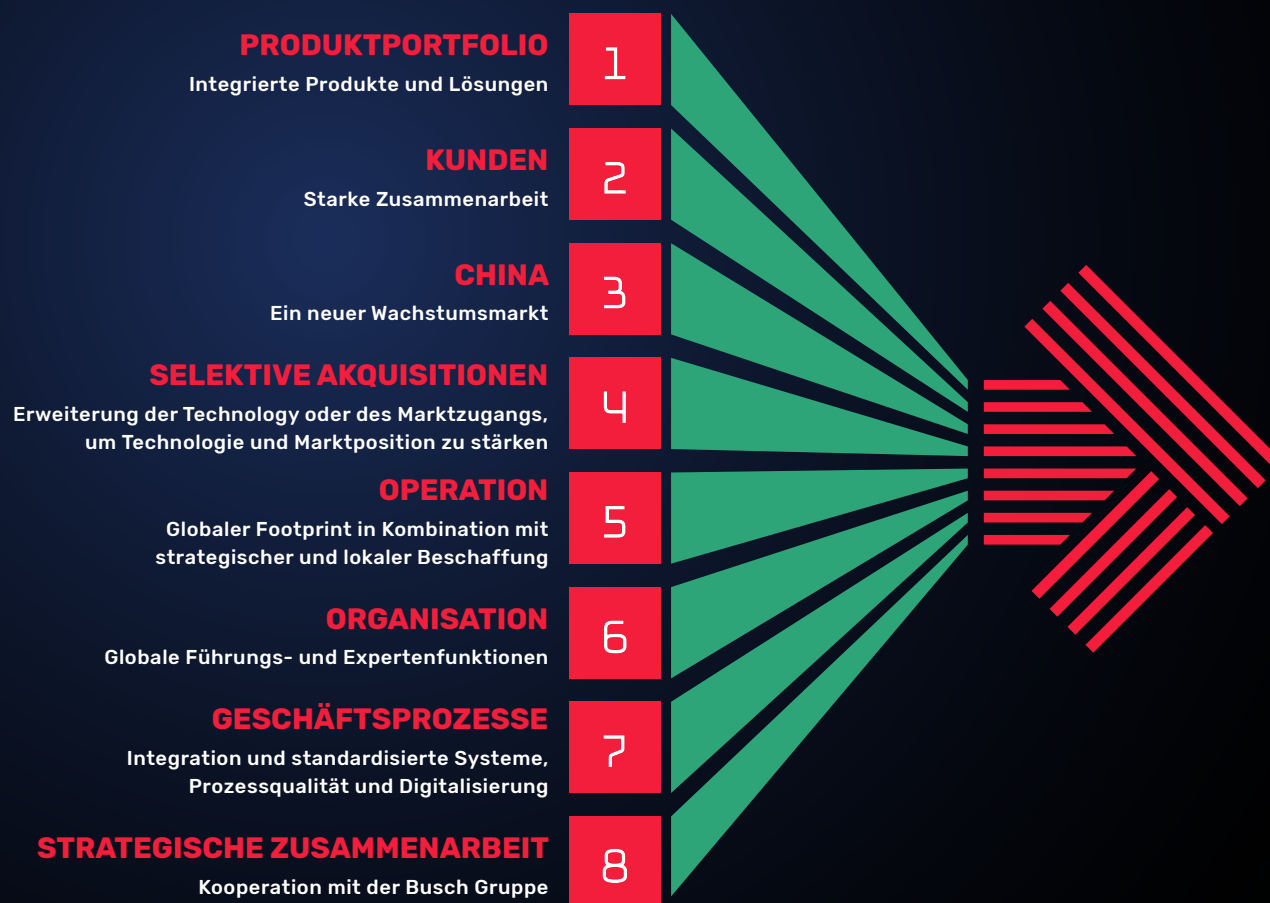 PRODUKTPORTFOLIO
Integrierte Produkte und Lösungen
1
KUNDEN
Starke Zusammenarbeit
2
CHINA
Ein neuer Wachstumsmarkt
3
SELEKTIVE AKQUISITIONEN
Erweiterung der Technology oder des Marktzugangs,
um Technologie und Marktposition zu stärken
4
OPERATION
Globaler Footprint in Kombination mit
strategischer und lokaler Beschaffung
5
ORGANISATION
Globale Führungs- und Expertenfunktionen
6
GESCHÄFTSPROZESSE
Integration und standardisierte Systeme,
Prozessqualität und Digitalisierung
7
STRATEGISCHE ZUSAMMENARBEIT
Kooperation mit der Busch Gruppe
8